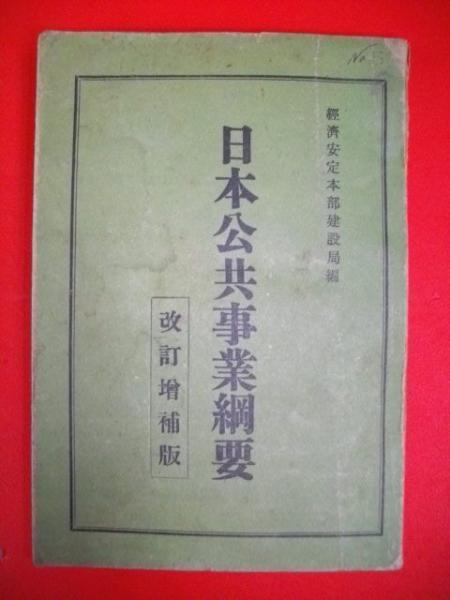 經濟安定本部建設局編
日本公共事業綱要
改訂增補版
No